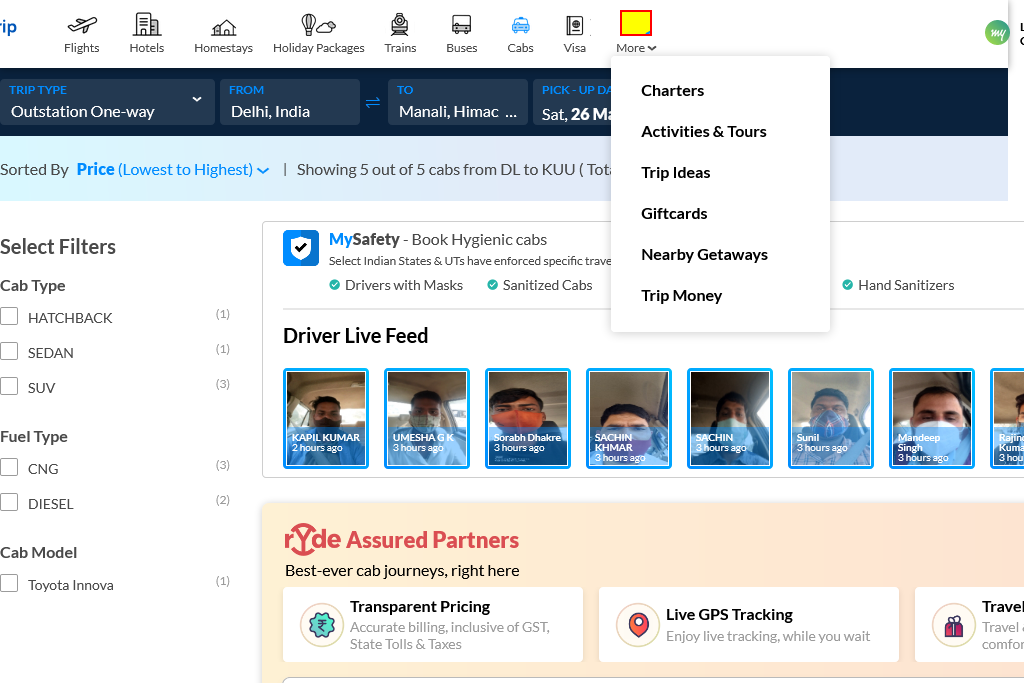 rip
Flights
Hotels
Homestays
Holiday Packages
Trains
Buses
Cabs
Visa
More
my
L
TRIP TYPE
Outstation One-way
FROM
Delhi, India
TO
Manali, Himac ...
PICK - UP DA
Sat, 26 Ma
Charters
Activities & Tours
Trip Ideas
Giftcards
Nearby Getaways
Trip Money
Sorted By Price (Lowest to Highest) | Showing 5 out of 5 cabs from DL to KUU ( Tota
Select Filters
Cab Type
HATCHBACK (1)
SEDAN (1)
SUV (3)
Fuel Type
CNG (3)
DIESEL (2)
Cab Model
Toyota Innova (1)
MySafety - Book Hygienic cabs
Select Indian States & UTs have enforced specific trave
Drivers with Masks
Sanitized Cabs
Hand Sanitizers
Driver Live Feed
KAPIL KUMAR
2 hours ago
UMESHA G K
3 hours ago
Sorabh Dhakre
3 hours ago
SACHIN
KHMAR
3 hours ago
SACHIN
3 hours ago
Sunil
3 hours ago
Mandeep
Singh
3 hours ago
Rajin
Kuma
3 hou
rYde Assured Partners
Best-ever cab journeys, right here
Transparent Pricing
Accurate billing, inclusive of GST,
State Tolls & Taxes
Live GPS Tracking
Enjoy live tracking, while you wait
Travel
Travel
comfor